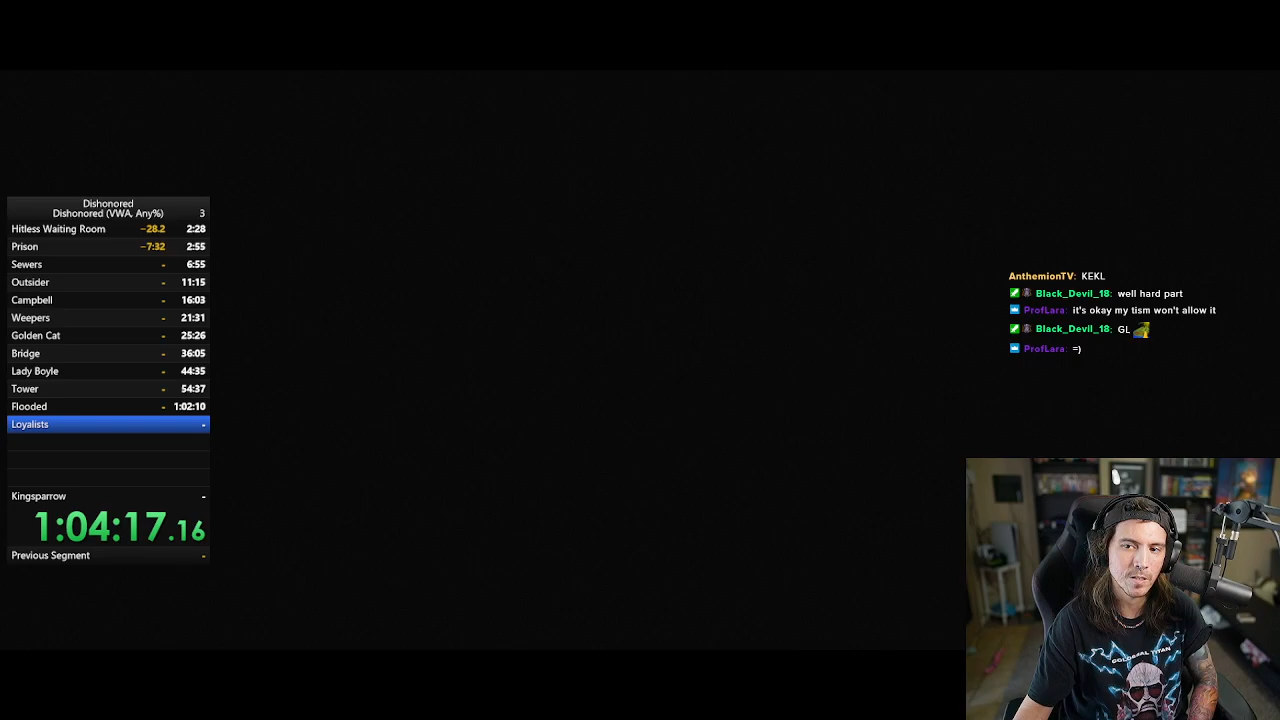 Dishonored
Dishonored (VWA, Any%) 3
Hitless Waiting Room −28.2 2:28
Prison −7:32 2:55
Sewers - 6:55
Outsider - 11:15
Campbell - 16:03
Weepers - 21:31
Golden Cat - 25:26
Bridge - 36:05
Lady Boyle - 44:35
Tower - 54:37
Flooded - 1:02:10
Loyalists -
Kingsparrow -
1:04:17.16
Previous Segment -
AnthemionTV: KEKL
Black_Devil_18: well hard part
ProfLara: it's okay my tism won't allow it
Black_Devil_18: GL
ProfLara: =)
COLOSSAL TITAN